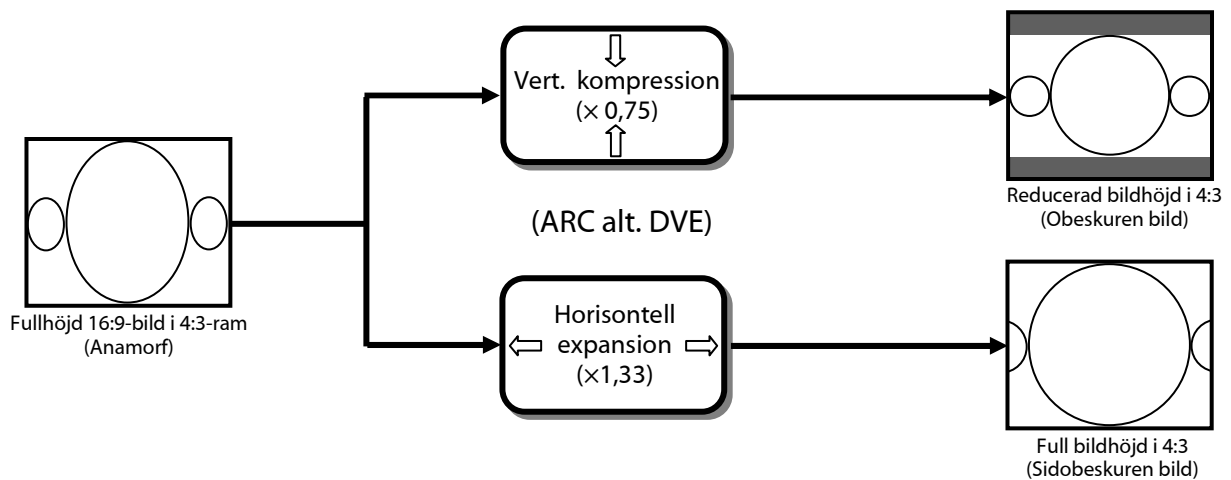 Fullhöjd 16:9-bild i 4:3-ram
(Anamorf)
Vert. kompression
(× 0,75)
(ARC alt. DVE)
Horisontell
expansion
(×1,33)
Reducerad bildhöjd i 4:3
(Obeskuren bild)
Full bildhöjd i 4:3
(Sidobeskuren bild)